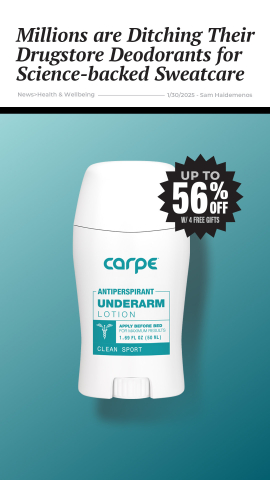 Millions are Ditching Their
Drugstore Deodorants for
Science-backed Sweatcare
News>Health & Wellbeing 1/30/2025 - Sam Haldemenos
UP TO
56%
OFF
W/ 4 FREE GIFTS
carpe
ANTIPERSPIRANT
UNDERARM
LOTION
APPLY BEFORE BED
FOR MAXIMUM RESULTS
1.69 FL OZ (50 ML)
CLEAN SPORT